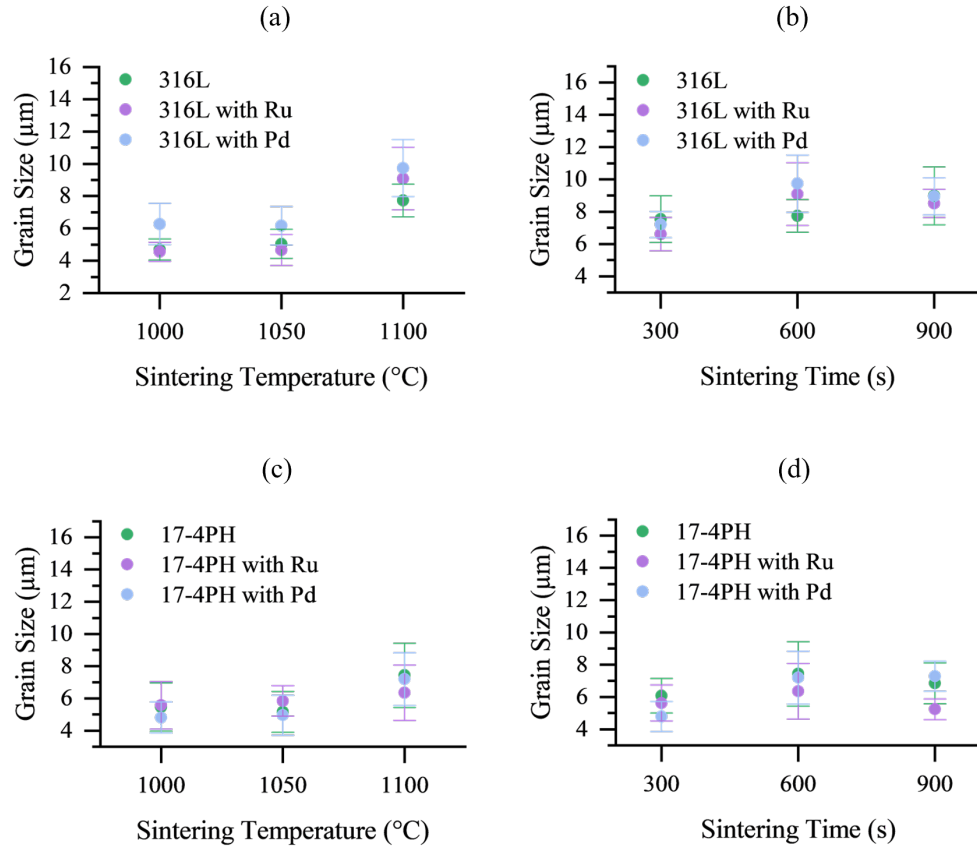 (a)
16
14
12
10
8
6
4
2
Grain Size (μm)
316L
316L with Ru
316L with Pd
1000
1050
1100
Sintering Temperature (°C)
(b)
16
14
12
10
8
6
4
Grain Size (μm)
316L
316L with Ru
316L with Pd
300
600
900
Sintering Time (s)
(c)
16
14
12
10
8
6
4
Grain Size (μm)
17-4PH
17-4PH with Ru
17-4PH with Pd
1000
1050
1100
Sintering Temperature (°C)
(d)
16
14
12
10
8
6
4
Grain Size (μm)
17-4PH
17-4PH with Ru
17-4PH with Pd
300
600
900
Sintering Time (s)